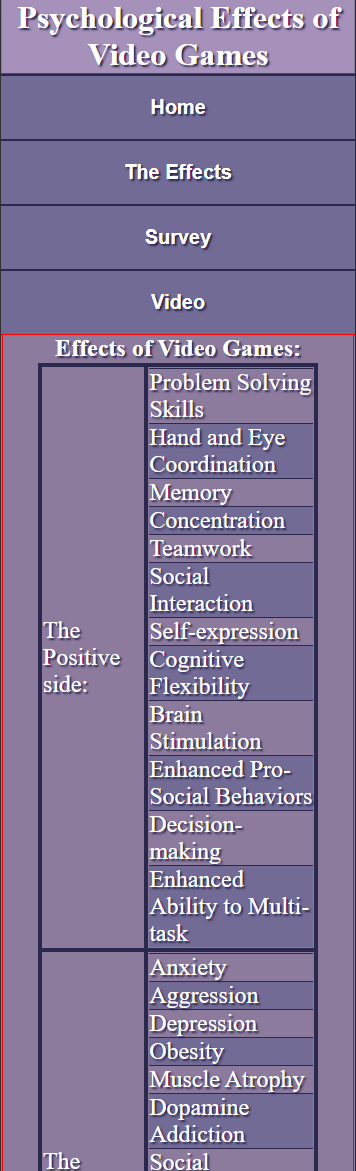 Psychological Effects of
Video Games
Home
The Effects
Survey
Video
Effects of Video Games:
The
Positive
side:
Problem Solving
Skills
Hand and Eye
Coordination
Memory
Concentration
Teamwork
Social
Interaction
Self-expression
Cognitive
Flexibility
Brain
Stimulation
Enhanced Pro-
Social Behaviors
Decision-
making
Enhanced
Ability to Multi-
task
The
Anxiety
Aggression
Depression
Obesity
Muscle Atrophy
Dopamine
Addiction
Social